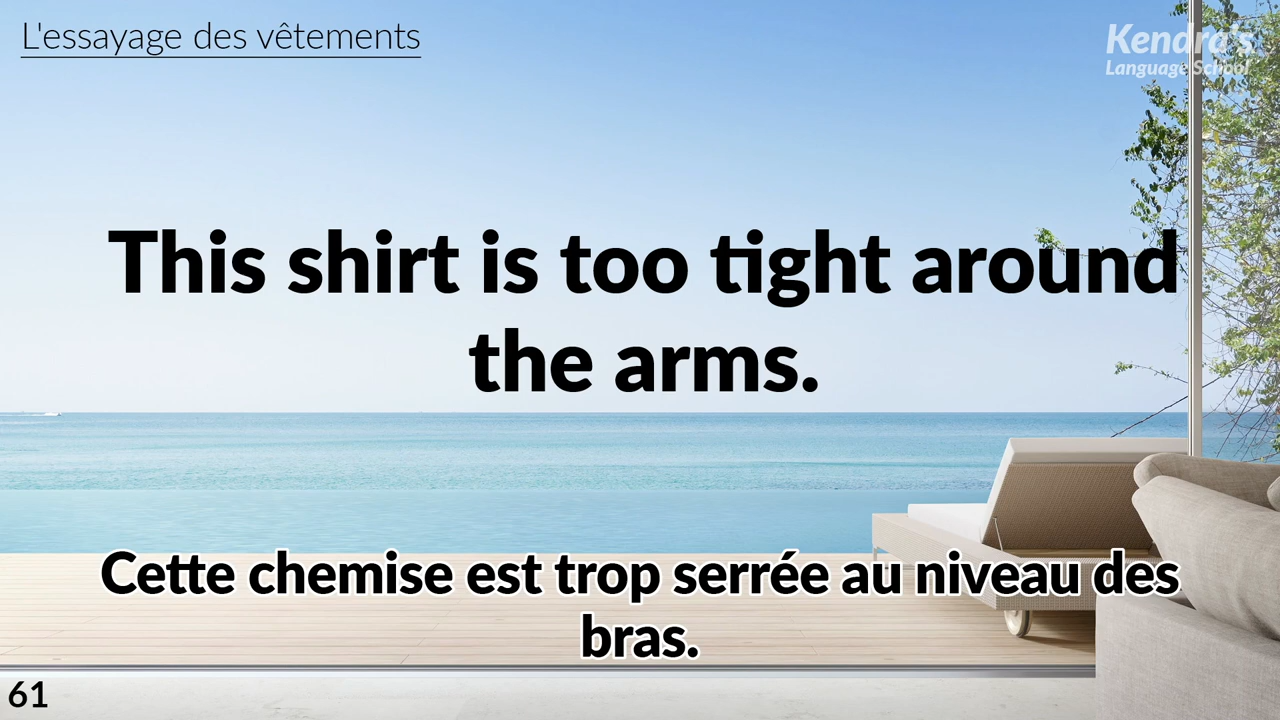 L'essayage des vêtements
Kendra's
Language School
This shirt is too tight around
the arms.
Cette chemise est trop serrée au niveau des
bras.
61